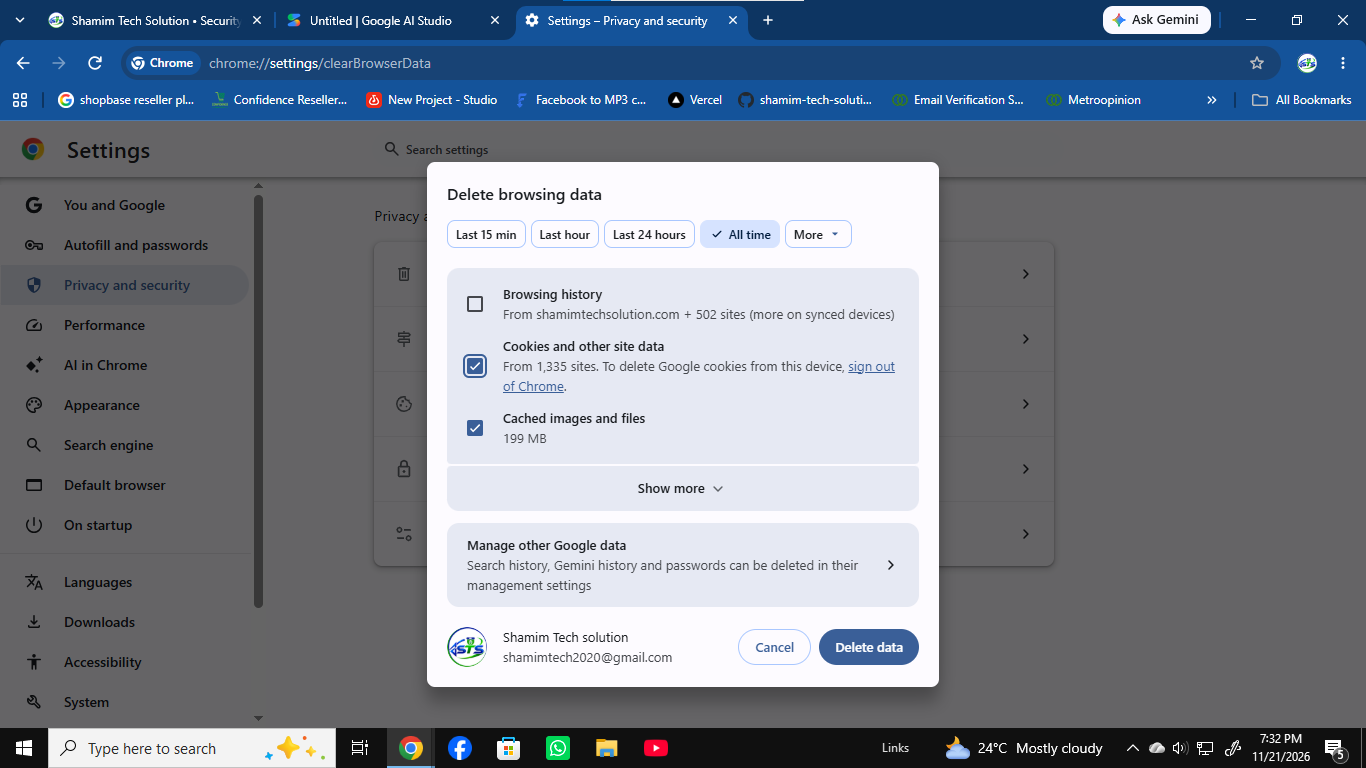 Shamim Tech Solution • Security
Untitled | Google AI Studio
Settings – Privacy and security
Ask Gemini
Chrome
chrome://settings/clearBrowserData
shopbase reseller pl...
Confidence Reseller...
New Project - Studio
Facebook to MP3 c...
Vercel
shamim-tech-soluti...
Email Verification S...
Metroopinion
»
All Bookmarks
Settings
Search settings
You and Google
Autofill and passwords
Privacy and security
Performance
AI in Chrome
Appearance
Search engine
Default browser
On startup
Languages
Downloads
Accessibility
System
Privacy a
Delete browsing data
Last 15 min
Last hour
Last 24 hours
All time
More
Browsing history
From shamimtechsolution.com + 502 sites (more on synced devices)
Cookies and other site data
From 1,335 sites. To delete Google cookies from this device, sign out
of Chrome.
Cached images and files
199 MB
Show more
Manage other Google data
Search history, Gemini history and passwords can be deleted in their
management settings
STS
Shamim Tech solution
shamimtech2020@gmail.com
Cancel
Delete data
Type here to search
Links
24°C Mostly cloudy
7:32 PM
11/21/2026
5